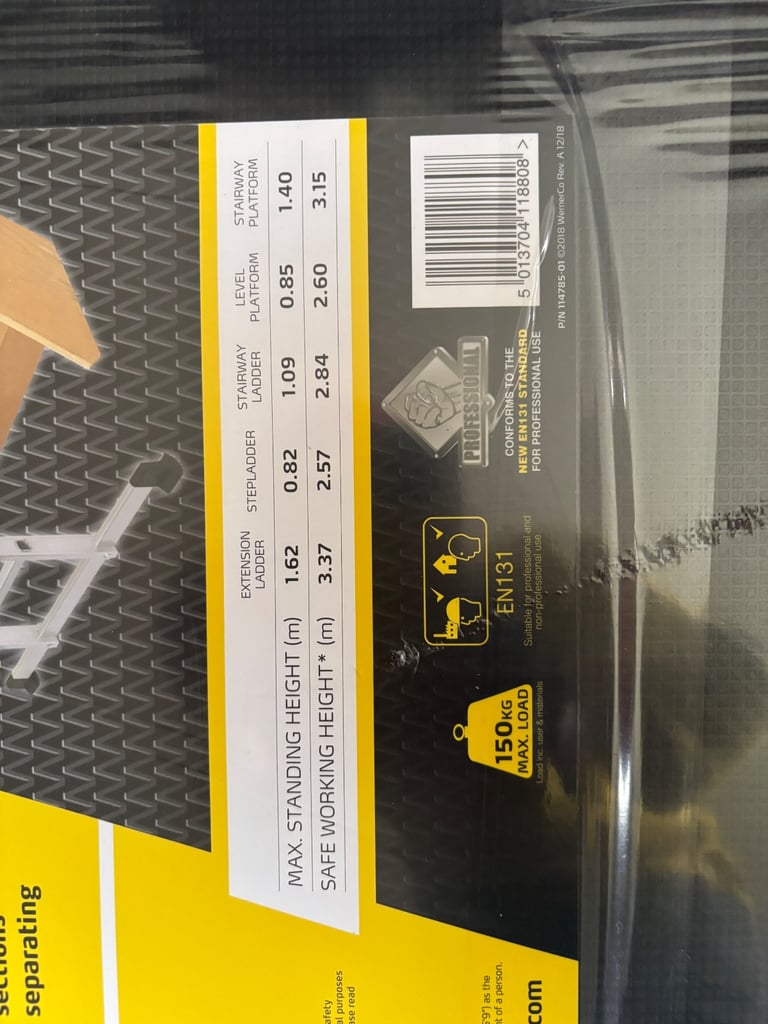 sections
separating
EXTENSION LADDER STEPLADDER STAIRWAY LADDER LEVEL PLATFORM STAIRWAY PLATFORM
MAX. STANDING HEIGHT (m) 1.62 0.82 1.09 0.85 1.40
SAFE WORKING HEIGHT* (m) 3.37 2.57 2.84 2.60 3.15
150KG
MAX. LOAD
Load inc. user & materials
EN131
Suitable for professional and
non-professional use
PROFESSIONAL
CONFORMS TO THE
NEW EN131 STANDARD
FOR PROFESSIONAL USE
5 013704 118808 >
P/N 114785-01 ©2018 WernerCo Rev. A 12/18
al purposes
read
5'9") as the
of a person.
.com